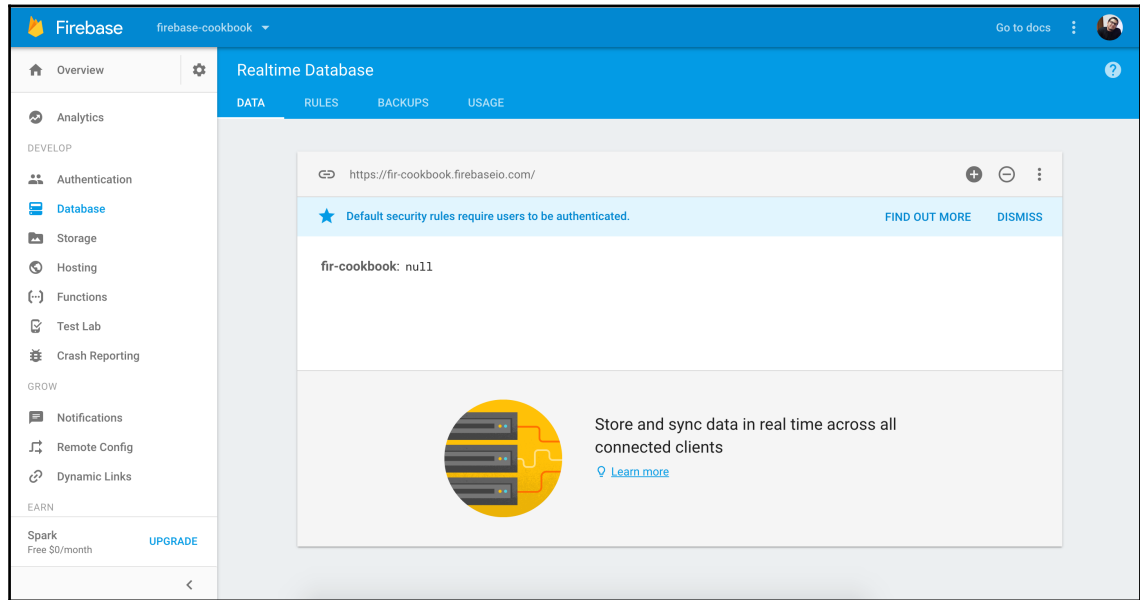 Firebase
firebase-cookbook
Go to docs
Overview
Realtime Database
DATA RULES BACKUPS USAGE
Analytics
DEVELOP
Authentication
Database
Storage
Hosting
Functions
Test Lab
Crash Reporting
GROW
Notifications
Remote Config
Dynamic Links
EARN
Spark
Free $0/month
UPGRADE
https://fir-cookbook.firebaseio.com/
Default security rules require users to be authenticated.
FIND OUT MORE DISMISS
fir-cookbook: null
Store and sync data in real time across all
connected clients
Learn more